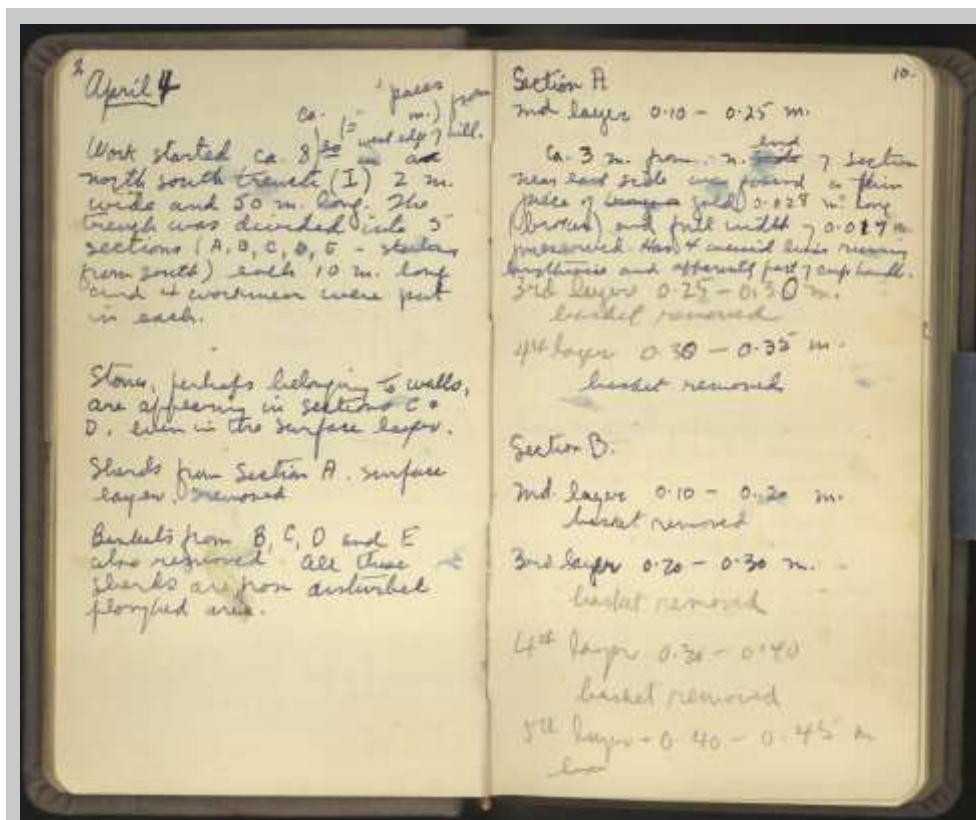 2
April 4
ca. paces from
(= m.)
Work started ca. 8) 30 west edge of hill.
north south trench (I) 2 m.
wide and 50 m. long. The
trench was divided into 5
sections (A, B, C, D, E -
from south) each 10 m. long
and 4 workmen were put
in each.
Stones, perhaps belonging to walls,
are appearing in sections C +
D, even in the surface layer.
Sherds from Section A. surface
layer. removed
Baskets from B, C, D and E
also removed. All these
sherds are from disturbed
ploughed area.
10.
Section A
2nd layer 0.10 - 0.25 m.
end
Ca. 3 m. from n. side of section
near east side was found a thin
piece of gold 0.028 m. long
(broken) and full width
preserved. Has 4 incised lines running
lengthwise and apparently part of cup handle.
3rd layer 0.25 - 0.30 m.
basket removed
4th layer 0.30 - 0.35 m.
basket removed
Section B.
2nd layer 0.10 - 0.20 m.
basket removed
3rd layer 0.20 - 0.30 m.
basket removed
4th layer 0.30 - 0.40
basket removed
5th layer - 0.40 - 0.45 m